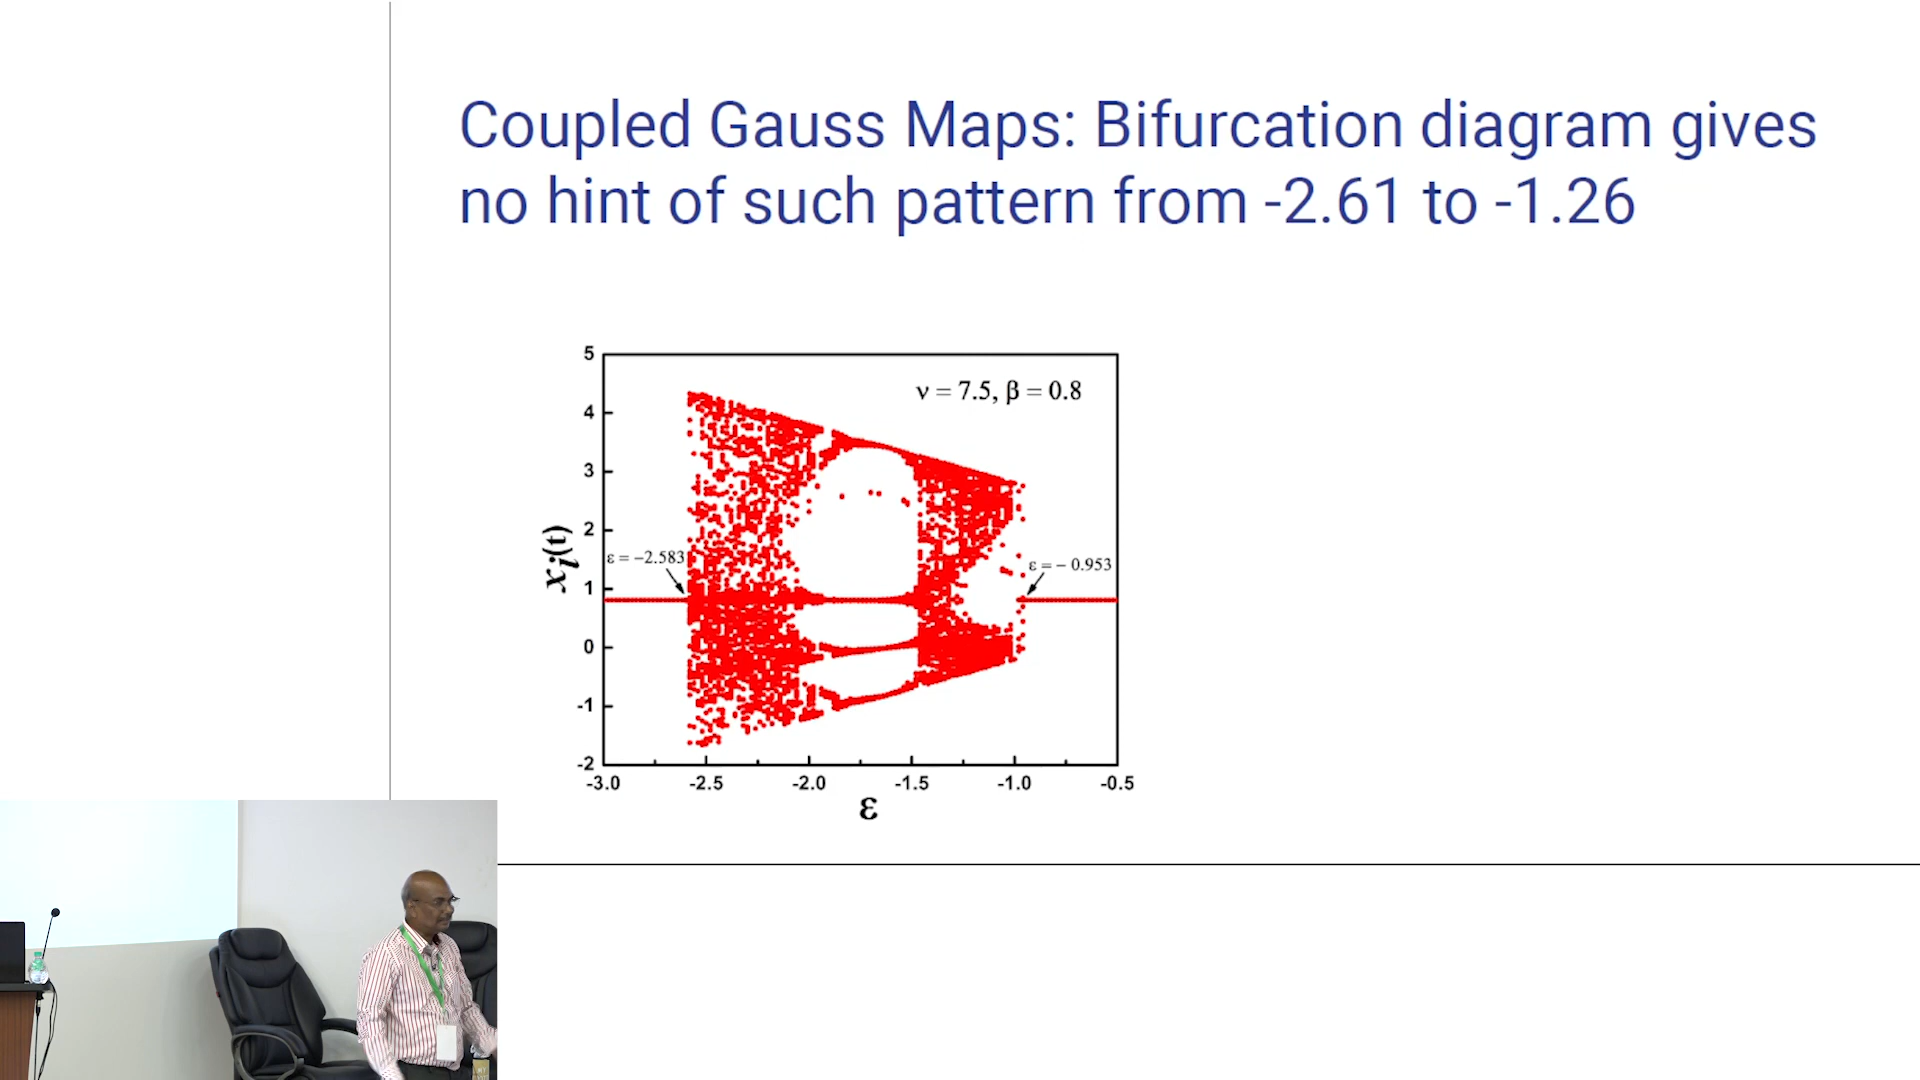 Coupled Gauss Maps: Bifurcation diagram gives
no hint of such pattern from -2.61 to -1.26
5
ν = 7.5, β = 0.8
4
3
2
xi(t)
ε = −2.583
ε = − 0.953
1
0
-1
-2
-3.0 -2.5 -2.0 -1.5 -1.0 -0.5
ε